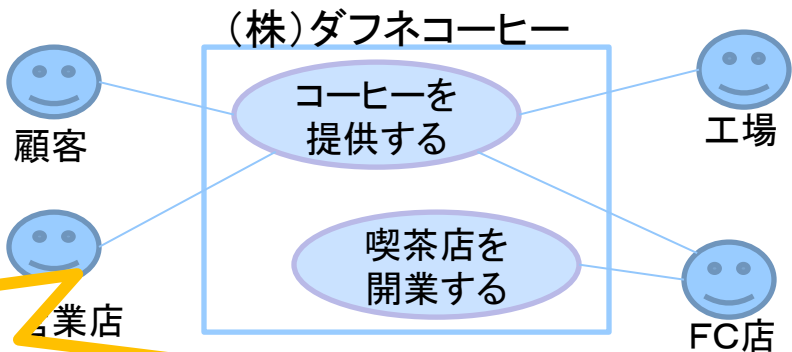 （株）ダフネコーヒー
コーヒーを
提供する
顧客
工場
喫茶店を
開業する
業店
FC店